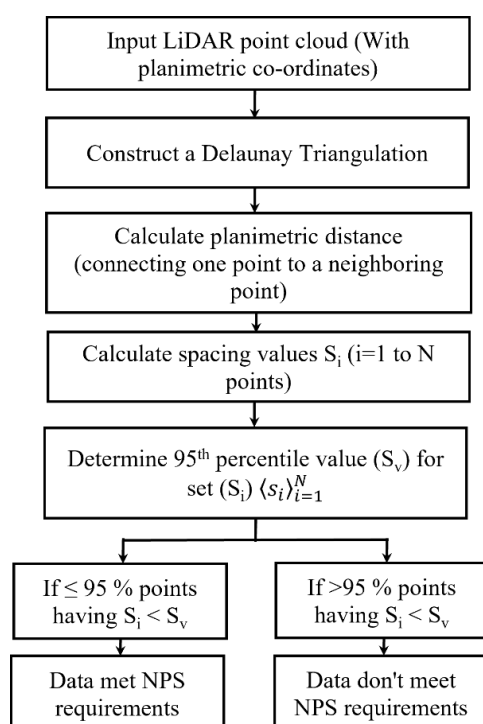 Input LiDAR point cloud (With
planimetric co-ordinates)
Construct a Delaunay Triangulation
Calculate planimetric distance
(connecting one point to a neighboring
point)
Calculate spacing values Sᵢ (i=1 to N
points)
Determine 95ᵗʰ percentile value (Sᵥ) for
set (Sᵢ) ⟨𝑠ᵢ⟩ᵢ₌₁ᴺ
If ≤ 95 % points
having Sᵢ < Sᵥ
If >95 % points
having Sᵢ < Sᵥ
Data met NPS
requirements
Data don't meet
NPS requirements